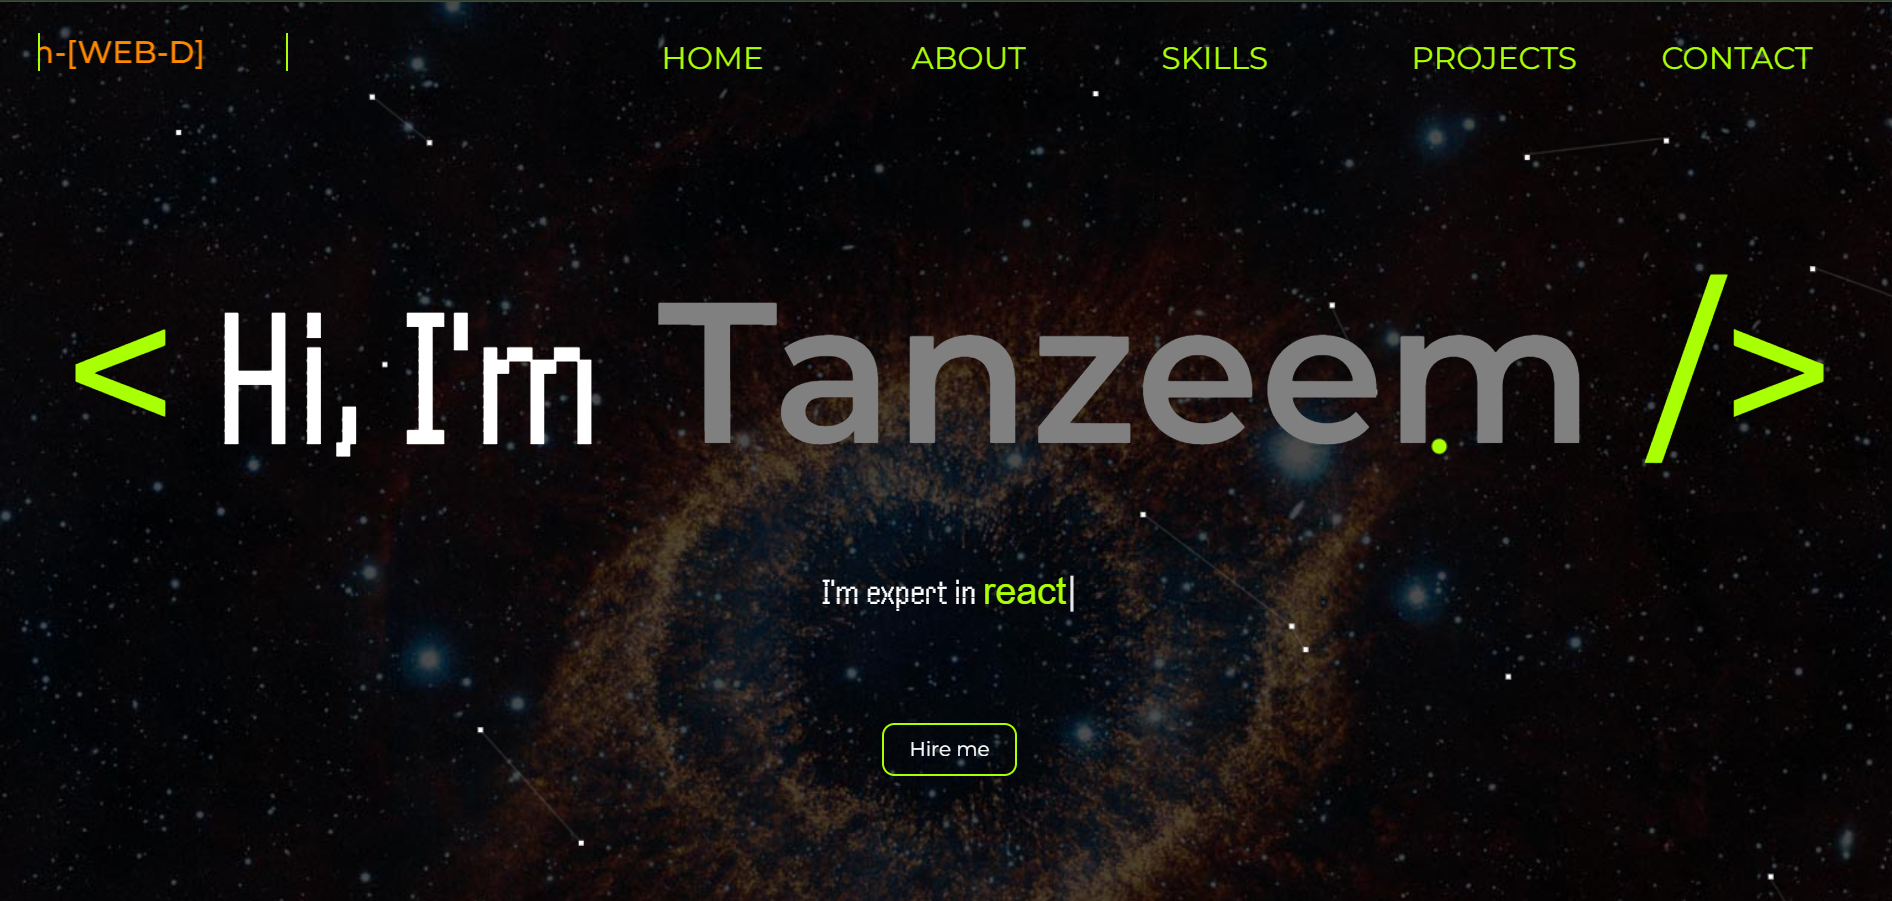 h-[WEB-D]
HOME ABOUT SKILLS PROJECTS CONTACT
< Hi, I'm Tanzeem />
I'm expert in react
Hire me